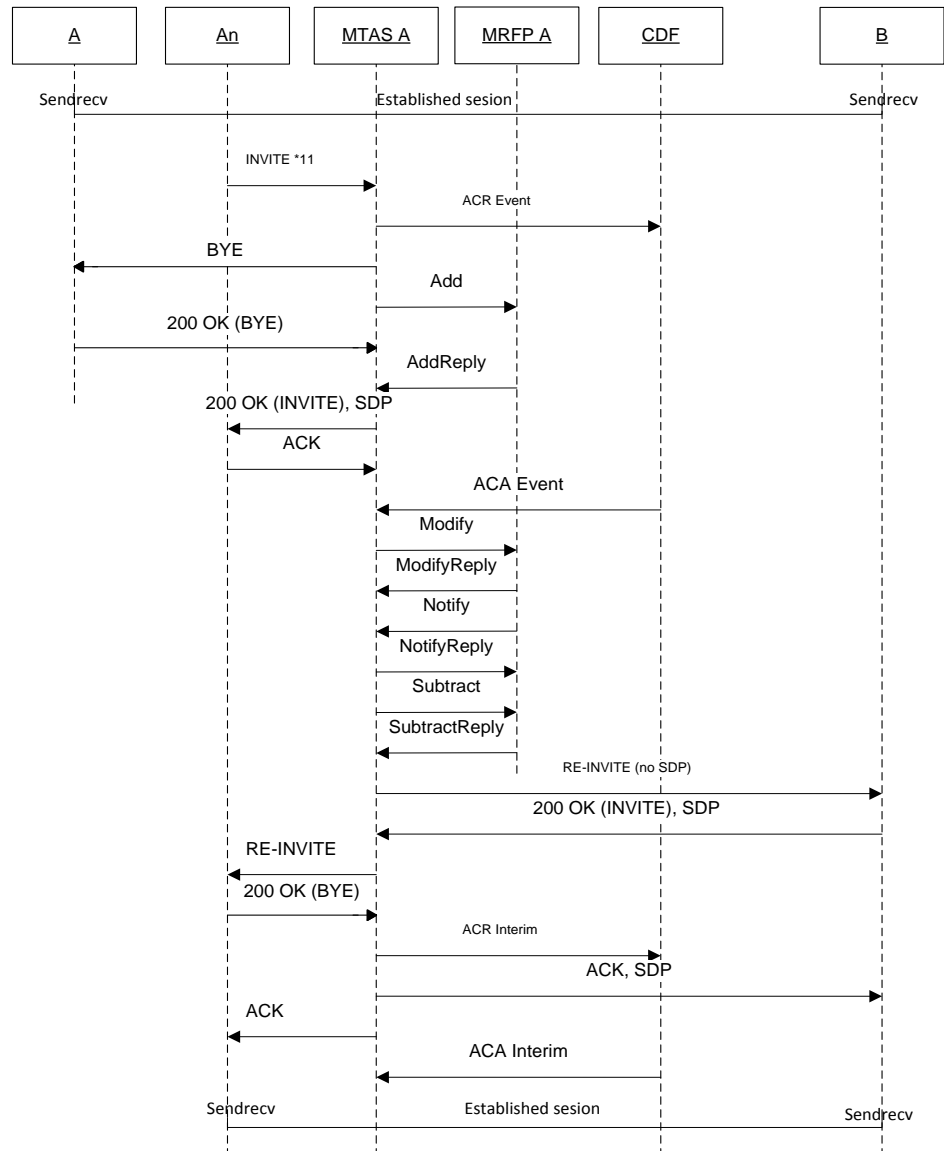 A
An
MTAS A
MRFP A
CDF
B
Sendrecv
Established sesion
Sendrecv
INVITE *11
ACR Event
BYE
Add
200 OK (BYE)
AddReply
200 OK (INVITE), SDP
ACK
ACA Event
Modify
ModifyReply
Notify
NotifyReply
Subtract
SubtractReply
RE-INVITE (no SDP)
200 OK (INVITE), SDP
RE-INVITE
200 OK (BYE)
ACR Interim
ACK, SDP
ACK
ACA Interim
Sendrecv
Established sesion
Sendrecv